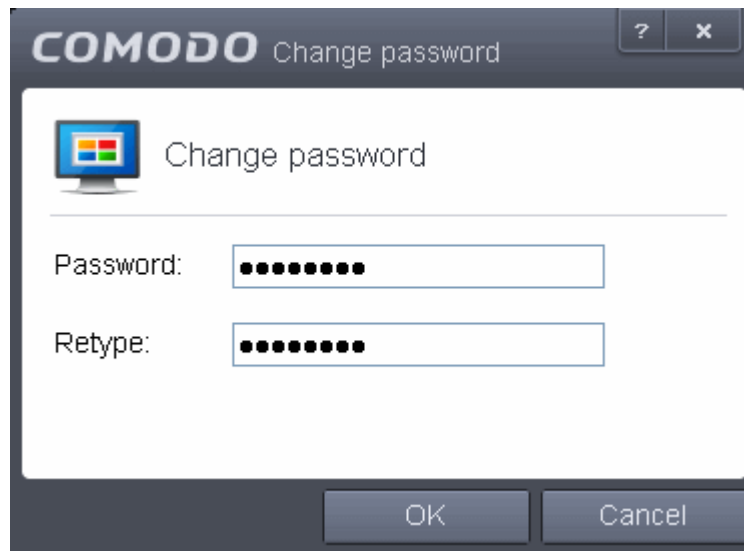 COMODO Change password ? x
Change password
Password: ●●●●●●●●
Retype: ●●●●●●●●
OK Cancel